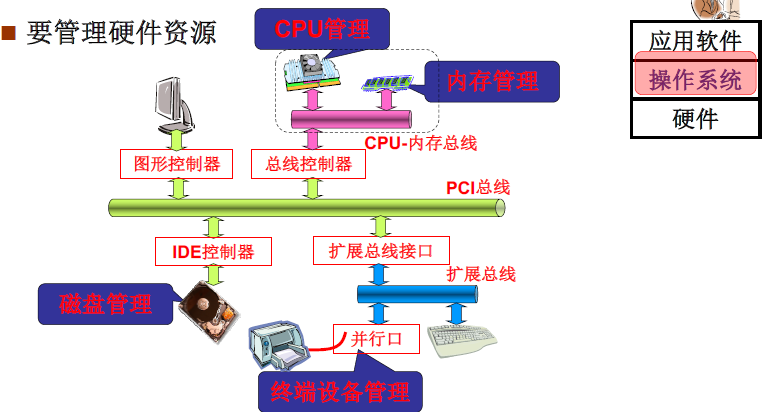 要管理硬件资源
CPU管理
应用软件
操作系统
硬件
内存管理
CPU-内存总线
图形控制器
总线控制器
PCI总线
IDE控制器
扩展总线接口
扩展总线
磁盘管理
并行口
终端设备管理